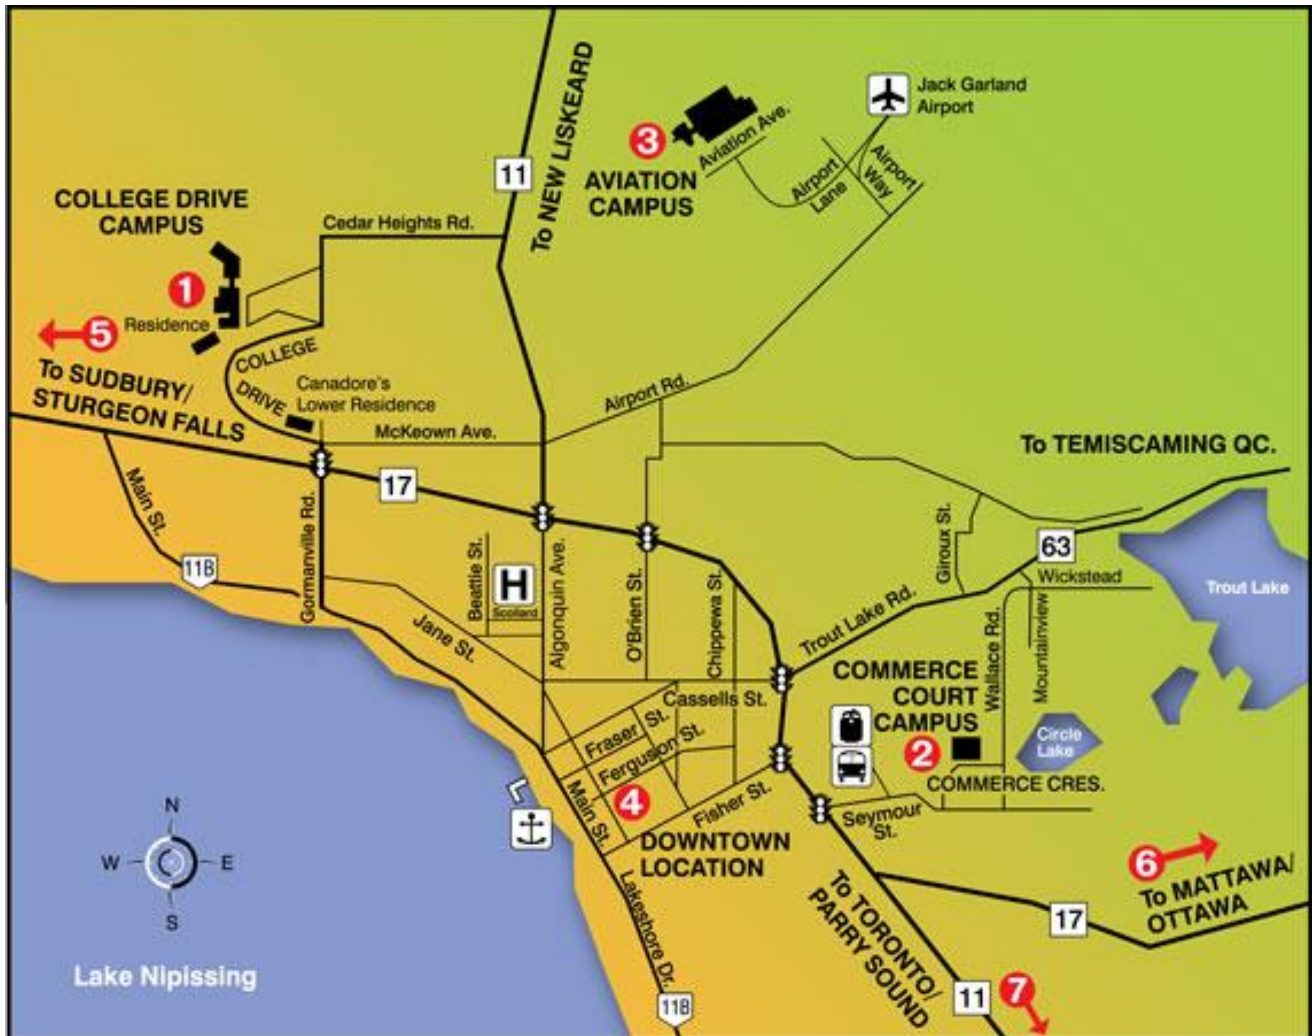 Jack Garland
Airport
3
Aviation Ave.
11
To NEW LISKEARD
AVIATION
CAMPUS
Airport
Lane
Airport
Way
COLLEGE DRIVE
CAMPUS
Cedar Heights Rd.
1
Residence
5
COLLEGE
DRIVE
To SUDBURY/
STURGEON FALLS
Canadore's
Lower Residence
Airport Rd.
McKeown Ave.
To TEMISCAMING QC.
Main St.
17
Gormanville Rd.
11B
Beattie St.
H
Scollard
Algonquin Ave.
O'Brien St.
Chippewa St.
Giroux St.
63
Wickstead
Trout Lake
Trout Lake Rd.
Jane St.
Wallace Rd.
Mountainview
COMMERCE
COURT
CAMPUS
Cassells St.
Fraser St.
Ferguson St.
2
Circle
Lake
COMMERCE CRES.
4
Main St.
Fisher St.
Seymour
St.
DOWNTOWN
LOCATION
N
W
E
S
6
To MATTAWA/
OTTAWA
To TORONTO/
PARRY SOUND
17
Lakeshore Dr.
Lake Nipissing
11B
11
7